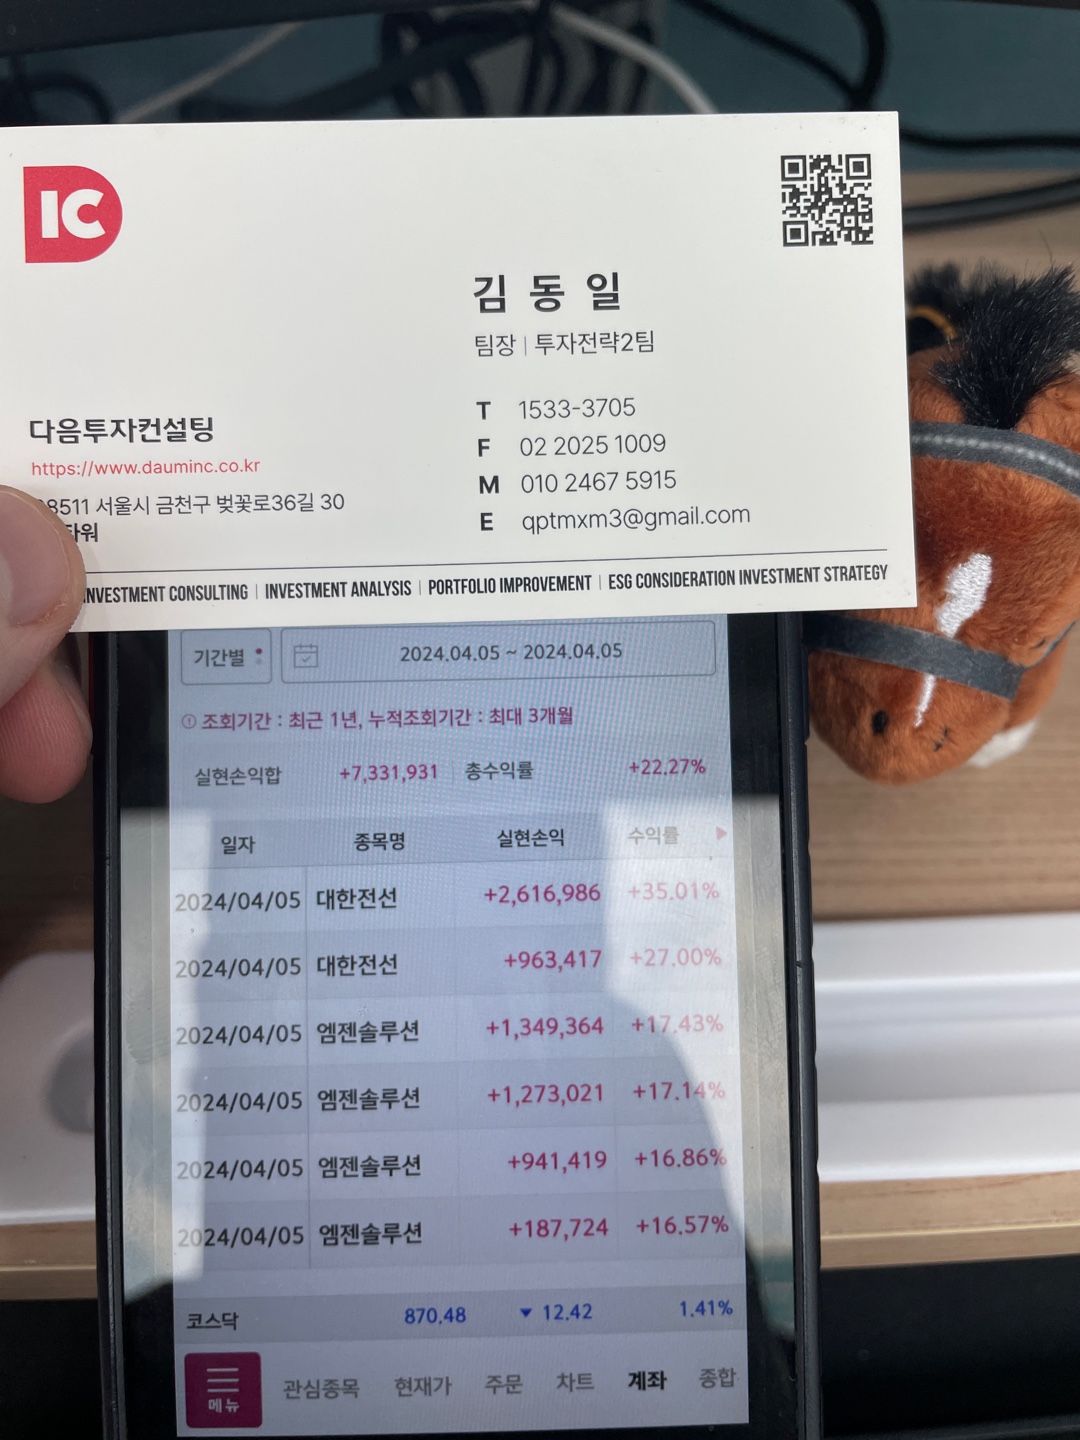 IC
김동일
팀장 | 투자전략2팀
T 1533-3705
F 02 2025 1009
M 010 2467 5915
E qptmxm3@gmail.com
다음투자컨설팅
https://www.dauminc.co.kr
8511 서울시 금천구 벚꽃로36길 30
타워
INVESTMENT CONSULTING | INVESTMENT ANALYSIS | PORTFOLIO IMPROVEMENT | ESG CONSIDERATION INVESTMENT STRATEGY
기간별 2024.04.05 ~ 2024.04.05
조회기간 : 최근 1년, 누적조회기간 : 최대 3개월
실현손익합 +7,331,931 총수익률 +22.27%
일자 종목명 실현손익 수익률
2024/04/05 대한전선 +2,616,986 +35.01%
2024/04/05 대한전선 +963,417 +27.00%
2024/04/05 엠젠솔루션 +1,349,364 +17.43%
2024/04/05 엠젠솔루션 +1,273,021 +17.14%
2024/04/05 엠젠솔루션 +941,419 +16.86%
2024/04/05 엠젠솔루션 +187,724 +16.57%
코스닥 870.48 ▼ 12.42 1.41%
메뉴 관심종목 현재가 주문 차트 계좌 종합